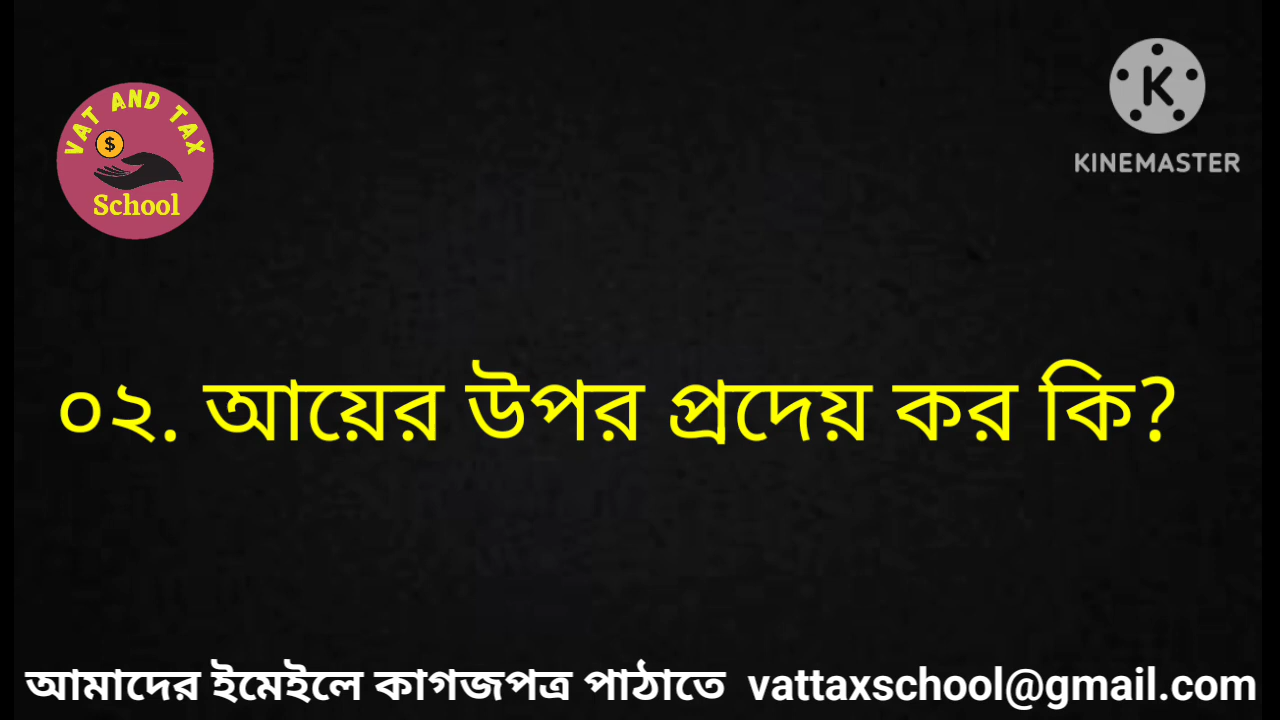 VAT AND TAX
$
School
K
KINEMASTER
০২. আয়ের উপর প্রদেয় কর কি?
আমাদের ইমেইলে কাগজপত্র পাঠাতে vattaxschool@gmail.com